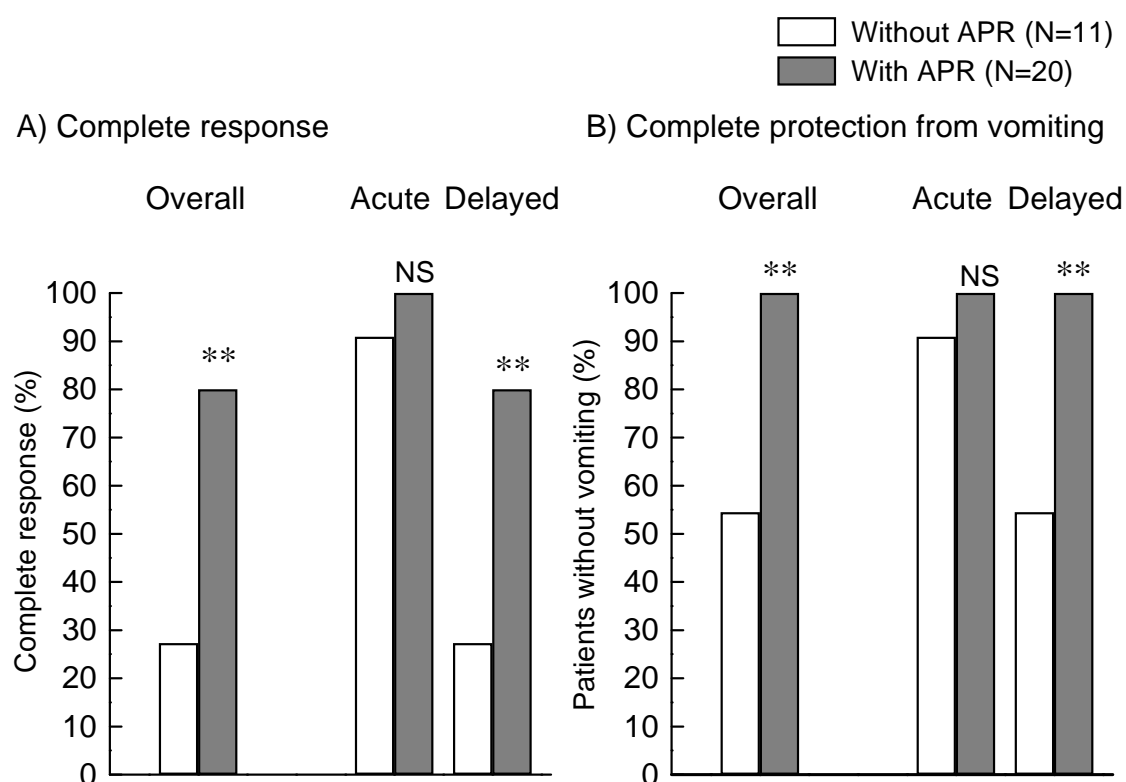 Without APR (N=11)
With APR (N=20)
A) Complete response
Overall
Acute
Delayed
NS
**
**
Complete response (%)
100
90
80
70
60
50
40
30
20
10
0
B) Complete protection from vomiting
Overall
Acute
Delayed
**
NS
**
Patients without vomiting (%)
100
90
80
70
60
50
40
30
20
10
0